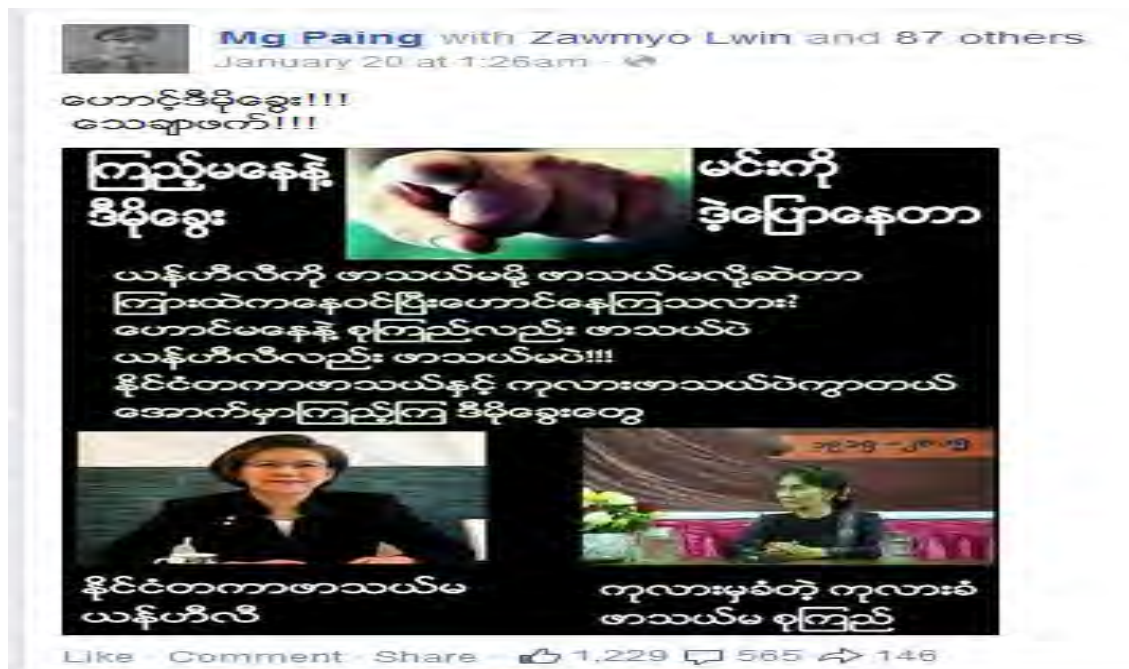 Mg Paing with Zawmyo Lwin and 87 others
January 20 at 1:26am
ဟောင့်ဒီမိုခွေး!!!
သေချာဖက်!!!
ကြည့်မနေနဲ့ မင်းကို
ဒီမိုခွေး ဒဲ့ပြောနေတာ
ယန်ဟီလီကို ဖာသယ်မမို့ ဖာသယ်မလို့ဆဲတာ
ကြားထဲကနေဝင်ပြီးဟောင်နေကြသလား?
ဟောင်မနေနဲ့ စုကြည်လည်း ဖာသယ်ပဲ
ယန်ဟီလီလည်း ဖာသယ်မပဲ!!!
နိုင်ငံတကာဖာသယ်နှင့် ကုလားဖာသယ်ပဲကွာတယ်
အောက်မှာကြည့်ကြ ဒီမိုခွေးတွေ
နိုင်ငံတကာဖာသယ်မ
ယန်ဟီလီ
ကုလားမှခံတဲ့ ကုလားခံ
ဖာသယ်မ စုကြည်
Like Comment Share 1,229 565 146